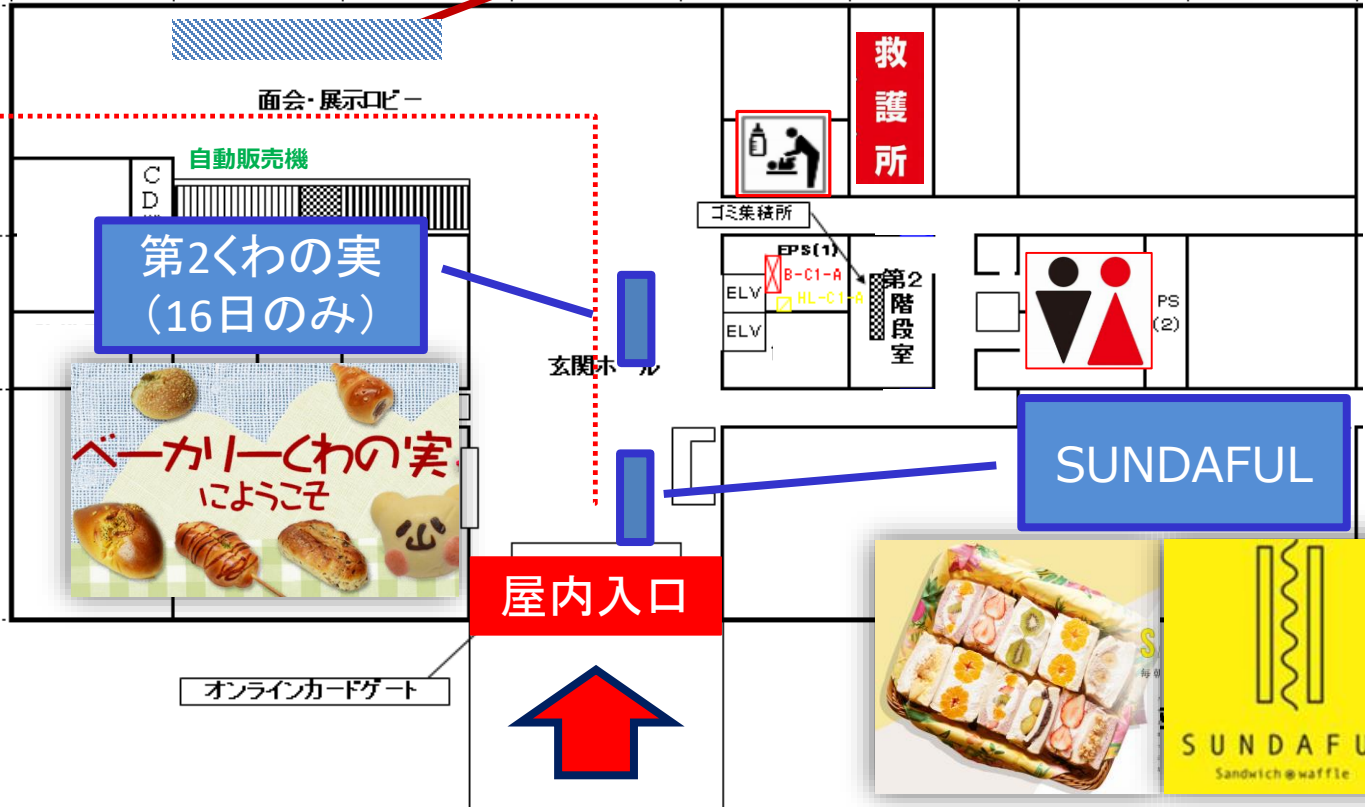 救
護
所
面会・展示ロビー
自動販売機
C
D
ゴミ集積所
第2くわの実
(16日のみ)
EPS(1)
B-C1-A
HL-C1-A
ELV
ELV
第2
階
段
室
PS
(2)
玄関ホール
ベーカリーくわの実
にようこそ
SUNDAFUL
屋内入口
オンラインカードゲート
SUNDAFU
Sandwich@waffle